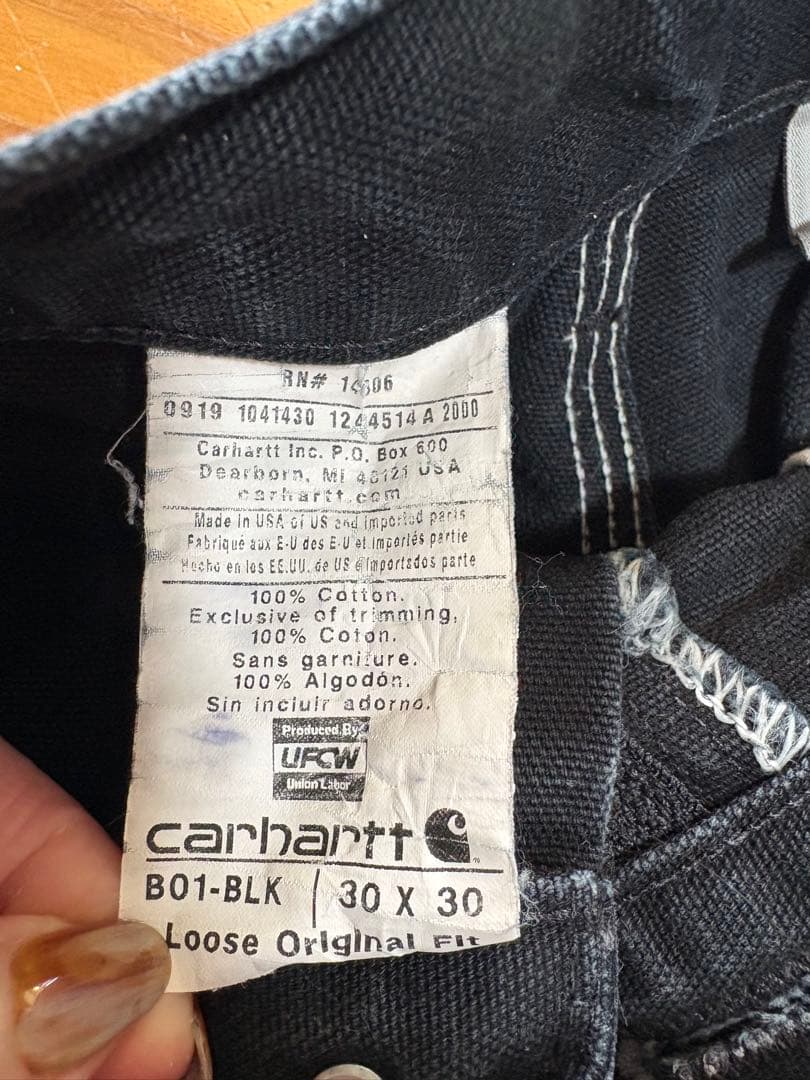 RN# 14806
0919 1041430 1244514 A 2000
Carhartt Inc. P.O. Box 600
Dearborn, MI 48121 USA
carhartt.com
Made in USA of US and imported parts
Fabriqué aux E-U des E-U et Importés partie
Hecho en los EE.UU. de US e Importados parte
100% Cotton.
Exclusive of trimming.
100% Coton.
Sans garniture.
100% Algodón.
Sin incluir adorno.
Produced By
UFCW
Union Labor
carhartt
B01-BLK 30 X 30
Loose Original Fit